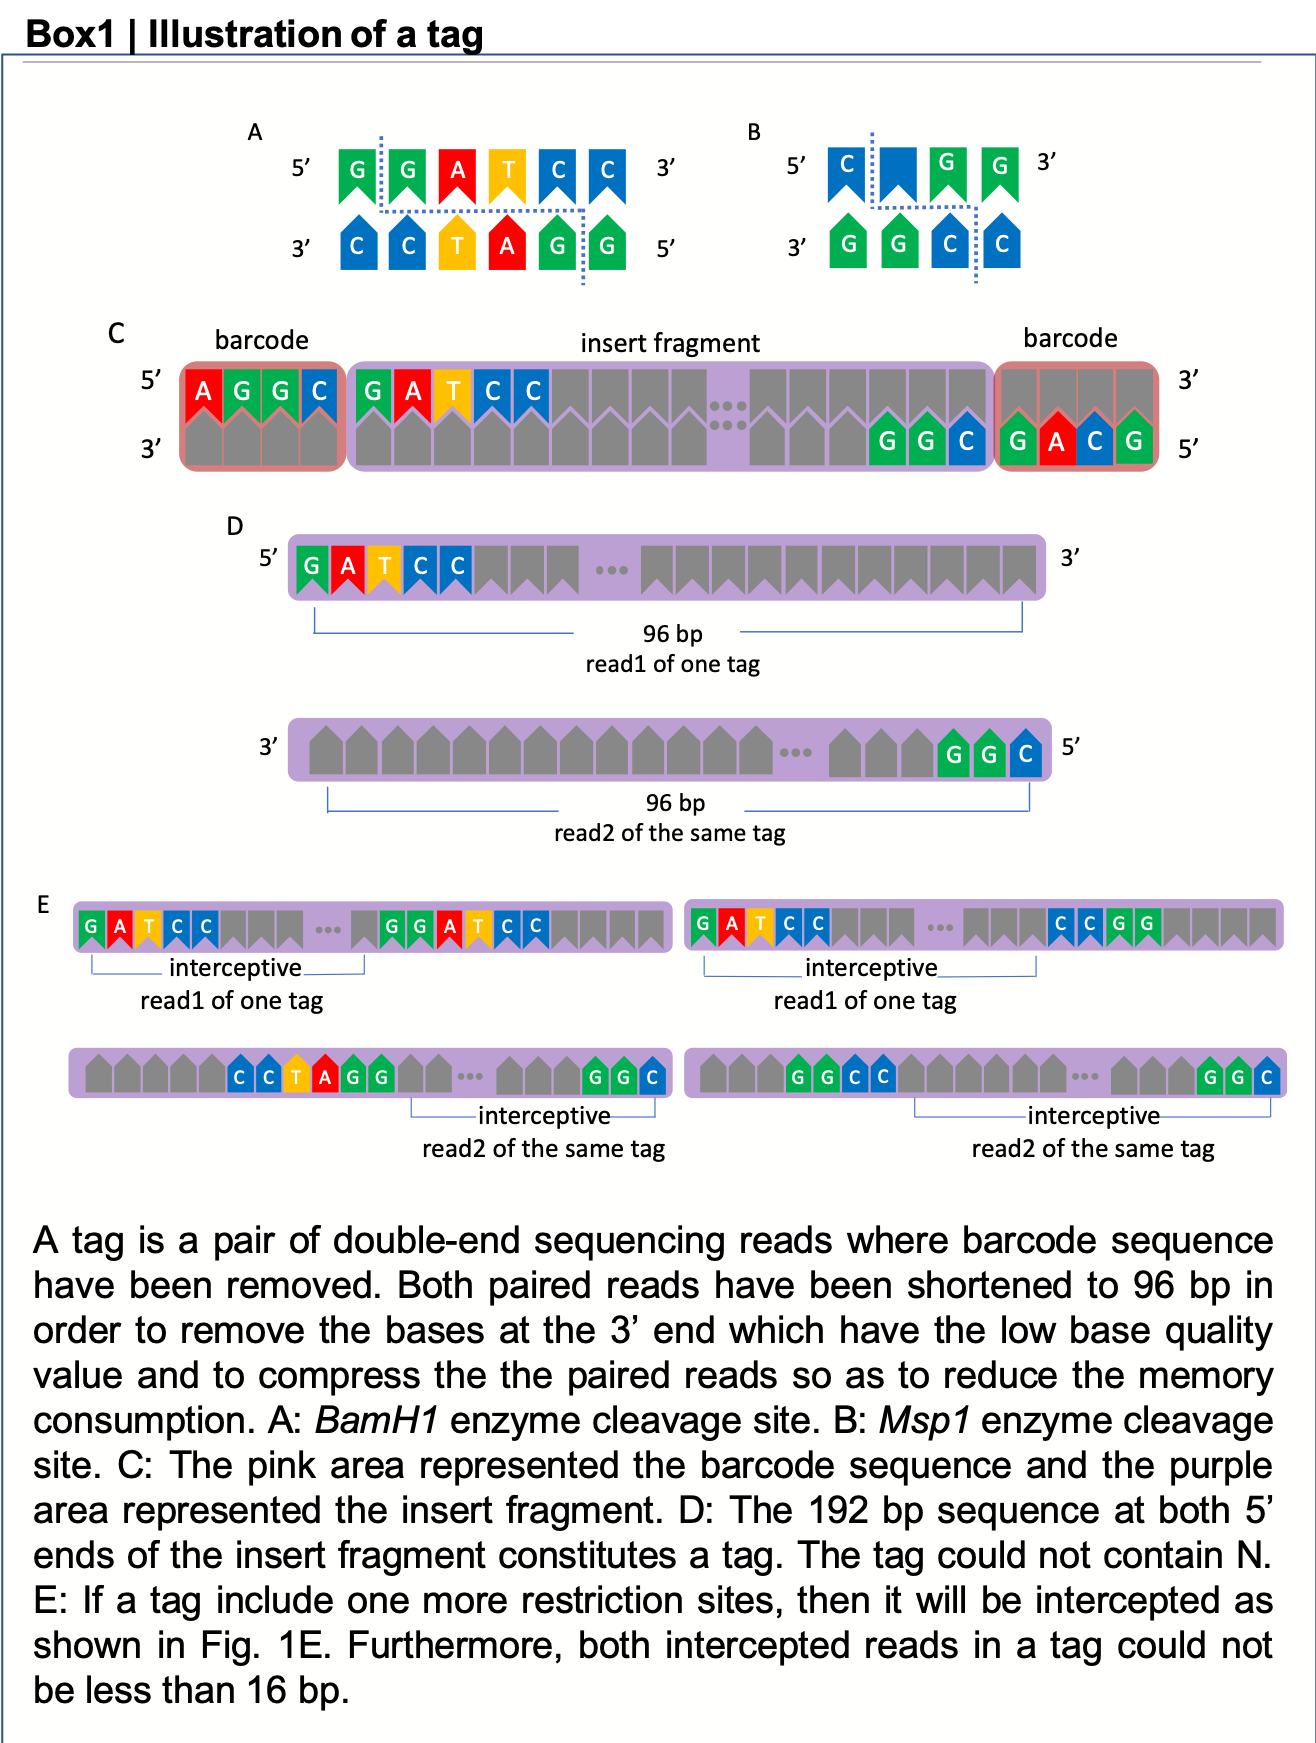 Box1 | Illustration of a tag
A
B
5’ G G A T C C 3’
5’ C G G 3’
3’ C C T A G G 5’
3’ G G C C
C
barcode insert fragment barcode
5’ A G G C G A T C C 3’
3’ G G C G A C G 5’
D
5’ G A T C C ... 3’
96 bp
read1 of one tag
3’ ... G G C 5’
96 bp
read2 of the same tag
E
G A T C C ... G G A T C C
G A T C C ... C C G G
interceptive
read1 of one tag
interceptive
read1 of one tag
C C T A G G ... G G C
G G C C ... G G C
interceptive
read2 of the same tag
interceptive
read2 of the same tag
A tag is a pair of double-end sequencing reads where barcode sequence
have been removed. Both paired reads have been shortened to 96 bp in
order to remove the bases at the 3’ end which have the low base quality
value and to compress the the paired reads so as to reduce the memory
consumption. A: BamH1 enzyme cleavage site. B: Msp1 enzyme cleavage
site. C: The pink area represented the barcode sequence and the purple
area represented the insert fragment. D: The 192 bp sequence at both 5’
ends of the insert fragment constitutes a tag. The tag could not contain N.
E: If a tag include one more restriction sites, then it will be intercepted as
shown in Fig. 1E. Furthermore, both intercepted reads in a tag could not
be less than 16 bp.